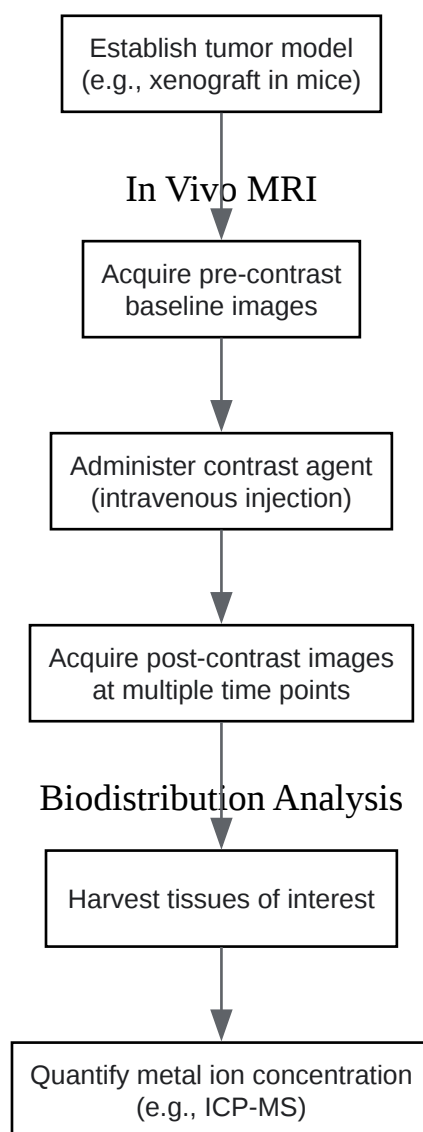 Establish tumor model
(e.g., xenograft in mice)
In Vivo MRI
Acquire pre-contrast
baseline images
Administer contrast agent
(intravenous injection)
Acquire post-contrast images
at multiple time points
Biodistribution Analysis
Harvest tissues of interest
Quantify metal ion concentration
(e.g., ICP-MS)